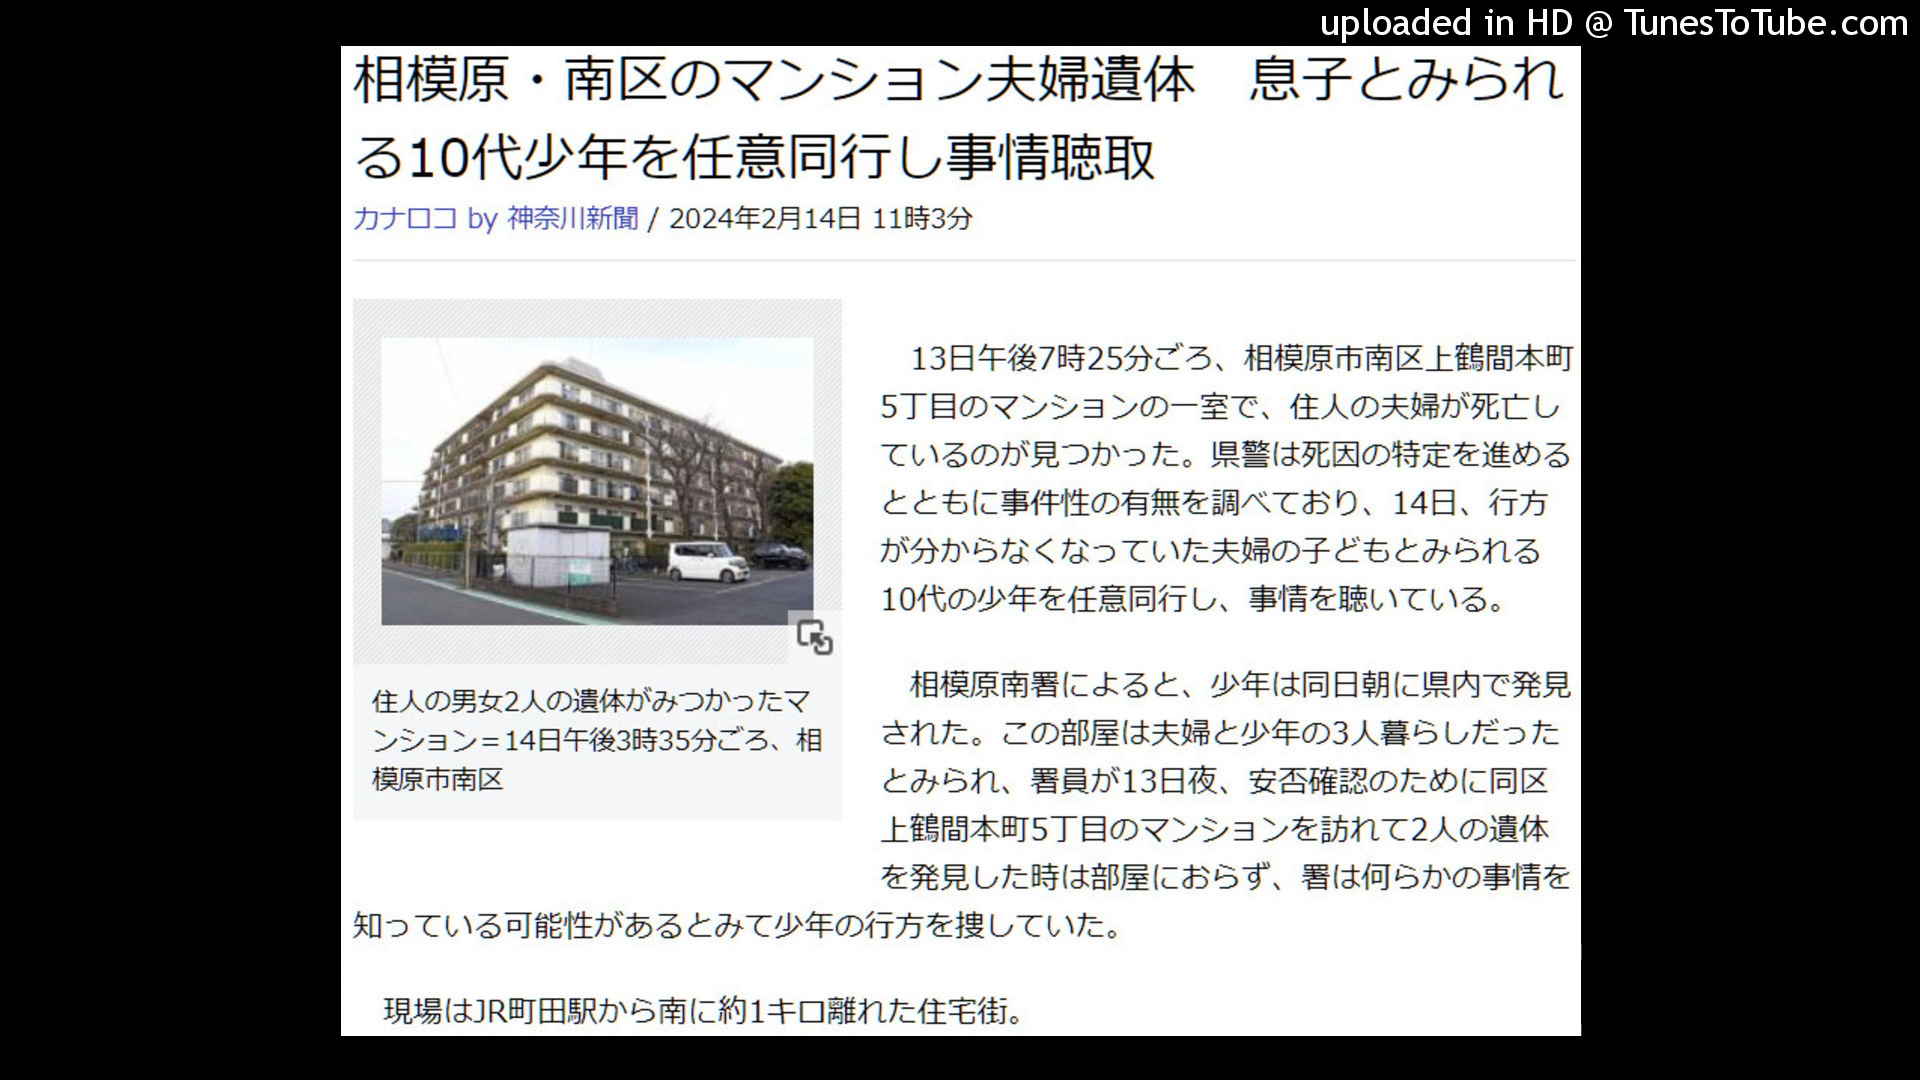 uploaded in HD @ TunesToTube.com
相模原・南区のマンション夫婦遺体　息子とみられ
る10代少年を任意同行し事情聴取
カナロコ by 神奈川新聞 / 2024年2月14日 11時3分
住人の男女2人の遺体がみつかったマ
ンション＝14日午後3時35分ごろ、相
模原市南区
13日午後7時25分ごろ、相模原市南区上鶴間本町
5丁目のマンションの一室で、住人の夫婦が死亡し
ているのが見つかった。県警は死因の特定を進める
とともに事件性の有無を調べており、14日、行方
が分からなくなっていた夫婦の子どもとみられる
10代の少年を任意同行し、事情を聴いている。
相模原南署によると、少年は同日朝に県内で発見
された。この部屋は夫婦と少年の3人暮らしだった
とみられ、署員が13日夜、安否確認のために同区
上鶴間本町5丁目のマンションを訪れて2人の遺体
を発見した時は部屋におらず、署は何らかの事情を
知っている可能性があるとみて少年の行方を捜していた。
現場はJR町田駅から南に約1キロ離れた住宅街。